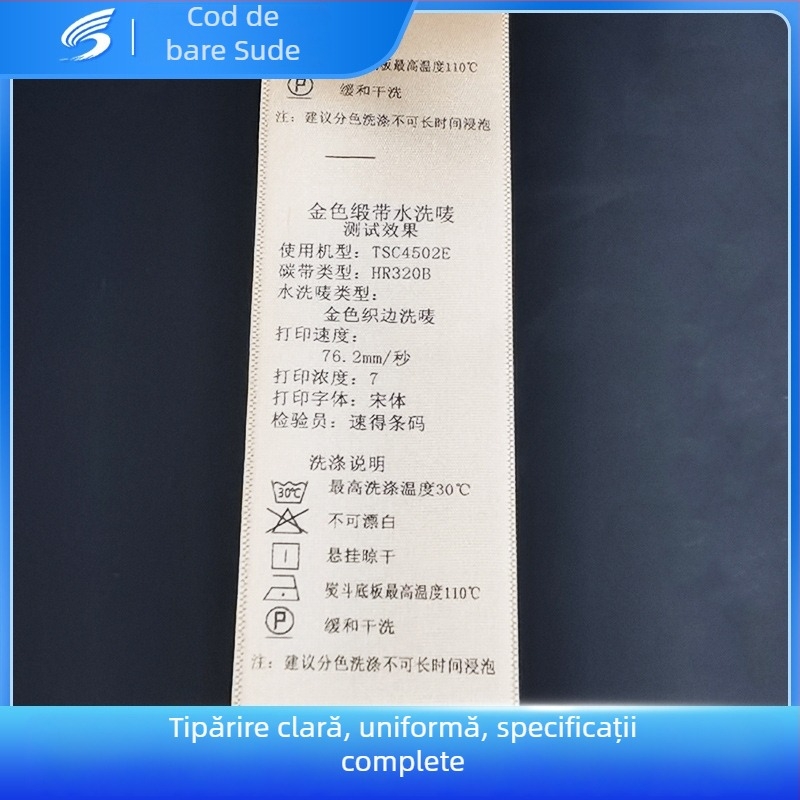 Cod de
bare Sude
板最高温度110℃
P 缓和干洗
注：建议分色洗涤不可长时间浸泡
金色缎带水洗唛
测试效果
使用机型：TSC4502E
碳带类型：HR320B
水洗唛类型：
金色织边洗唛
打印速度：
76.2mm/秒
打印浓度：7
打印字体：宋体
检验员：速得条码
洗涤说明
30℃ 最高洗涤温度30℃
不可漂白
悬挂晾干
熨斗底板最高温度110℃
P 缓和干洗
注：建议分色洗涤不可长时间浸泡
Tipărire clară, uniformă, specificații
complete